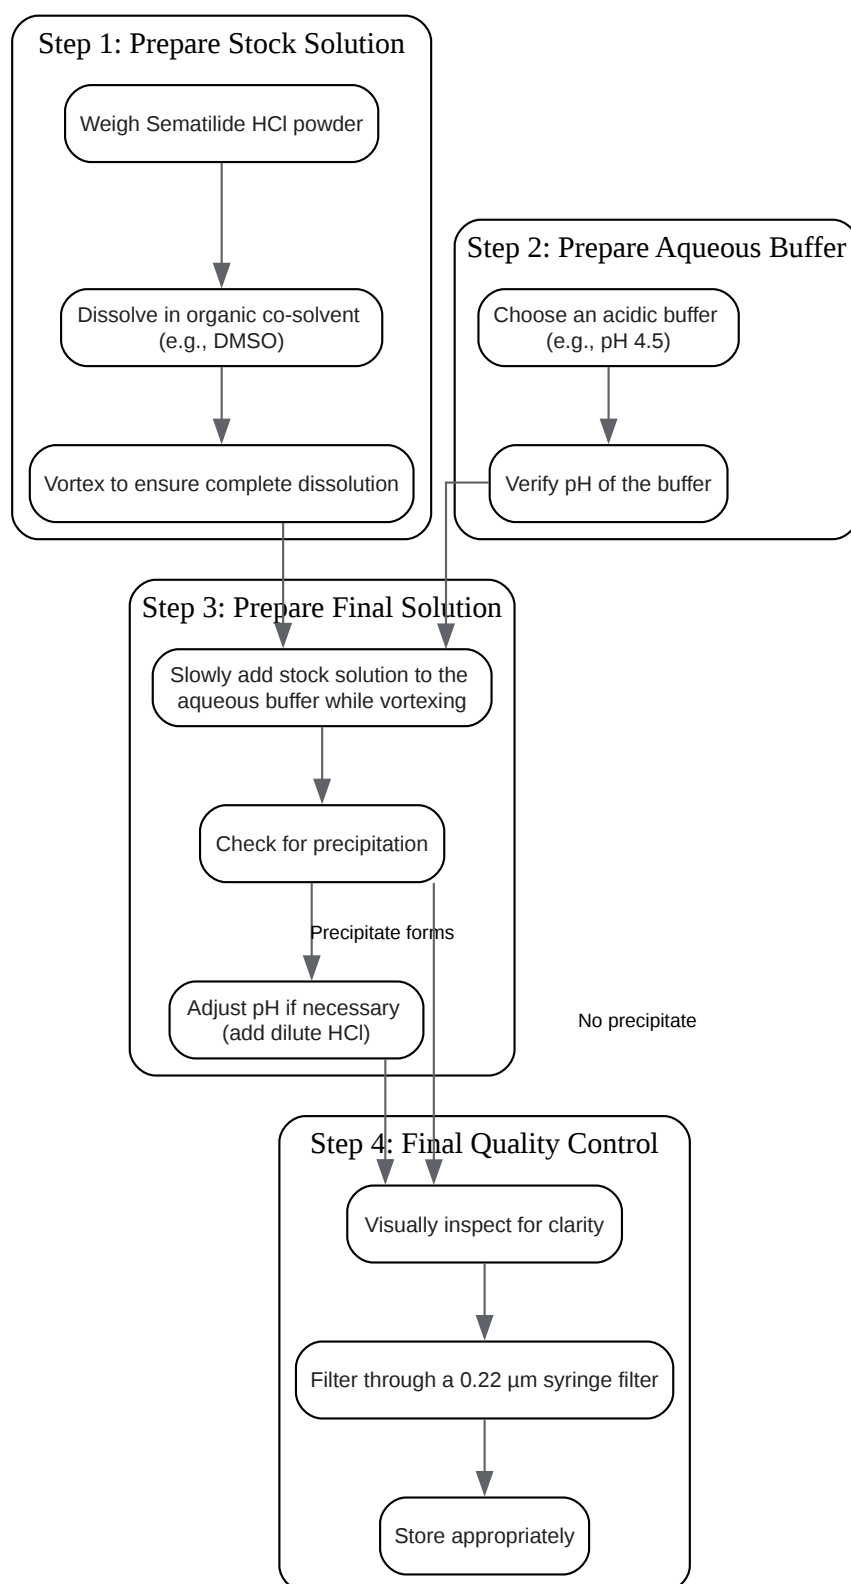 Step 1: Prepare Stock Solution
Weigh Sematilide HCl powder
Dissolve in organic co-solvent
(e.g., DMSO)
Vortex to ensure complete dissolution
Step 2: Prepare Aqueous Buffer
Choose an acidic buffer
(e.g., pH 4.5)
Verify pH of the buffer
Step 3: Prepare Final Solution
Slowly add stock solution to the
aqueous buffer while vortexing
Check for precipitation
Precipitate forms
Adjust pH if necessary
(add dilute HCl)
No precipitate
Step 4: Final Quality Control
Visually inspect for clarity
Filter through a 0.22 µm syringe filter
Store appropriately